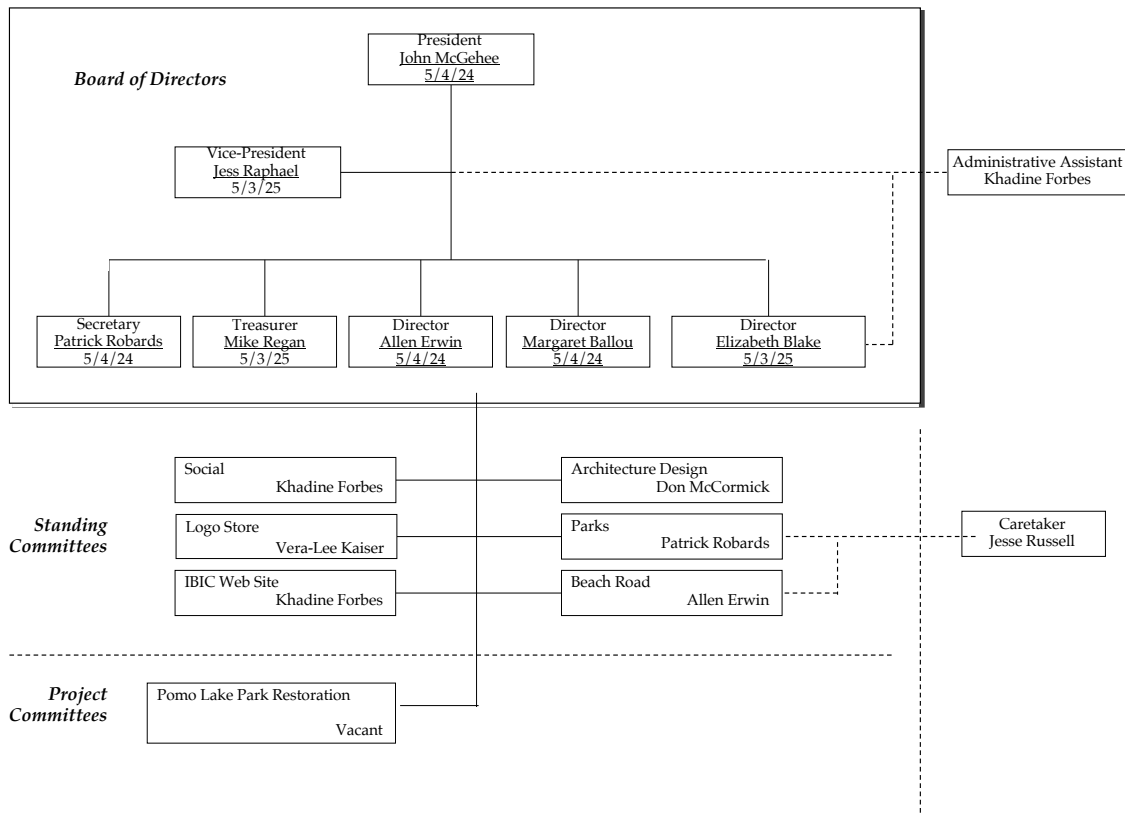 President
John McGehee
5/4/24
Board of Directors
Vice-President
Jess Raphael
5/3/25
Administrative Assistant
Khadine Forbes
Secretary
Patrick Robards
5/4/24
Treasurer
Mike Regan
5/3/25
Director
Allen Erwin
5/4/24
Director
Margaret Ballou
5/4/24
Director
Elizabeth Blake
5/3/25
Standing
Committees
Social
Khadine Forbes
Architecture Design
Don McCormick
Logo Store
Vera-Lee Kaiser
Parks
Patrick Robards
Caretaker
Jesse Russell
IBIC Web Site
Khadine Forbes
Beach Road
Allen Erwin
Project
Committees
Pomo Lake Park Restoration
Vacant